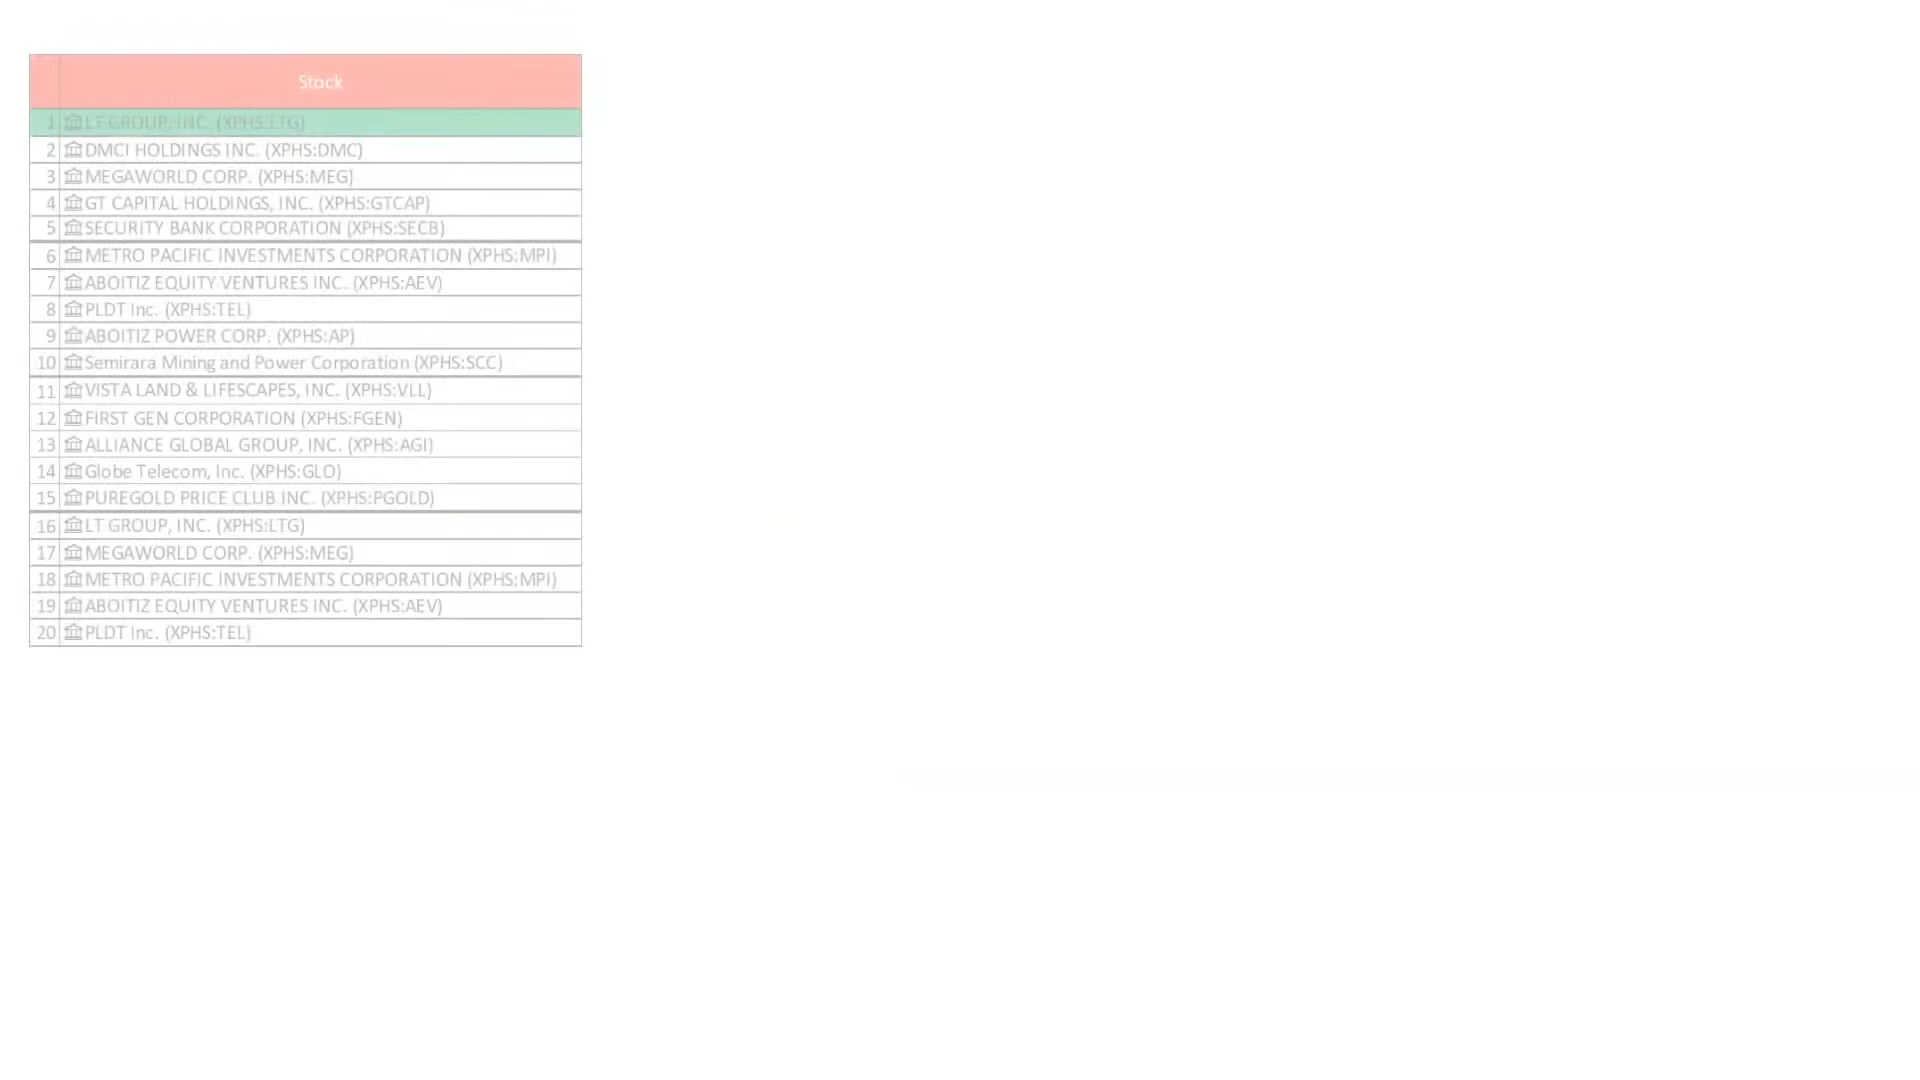 Stock
1 LT GROUP, INC. (XPHS:LTG)
2 DMCI HOLDINGS INC. (XPHS:DMC)
3 MEGAWORLD CORP. (XPHS:MEG)
4 GT CAPITAL HOLDINGS, INC. (XPHS:GTCAP)
5 SECURITY BANK CORPORATION (XPHS:SECB)
6 METRO PACIFIC INVESTMENTS CORPORATION (XPHS:MPI)
7 ABOITIZ EQUITY VENTURES INC. (XPHS:AEV)
8 PLDT Inc. (XPHS:TEL)
9 ABOITIZ POWER CORP. (XPHS:AP)
10 Semirara Mining and Power Corporation (XPHS:SCC)
11 VISTA LAND & LIFESCAPES, INC. (XPHS:VLL)
12 FIRST GEN CORPORATION (XPHS:FGEN)
13 ALLIANCE GLOBAL GROUP, INC. (XPHS:AGI)
14 Globe Telecom, Inc. (XPHS:GLO)
15 PUREGOLD PRICE CLUB INC. (XPHS:PGOLD)
16 LT GROUP, INC. (XPHS:LTG)
17 MEGAWORLD CORP. (XPHS:MEG)
18 METRO PACIFIC INVESTMENTS CORPORATION (XPHS:MPI)
19 ABOITIZ EQUITY VENTURES INC. (XPHS:AEV)
20 PLDT Inc. (XPHS:TEL)